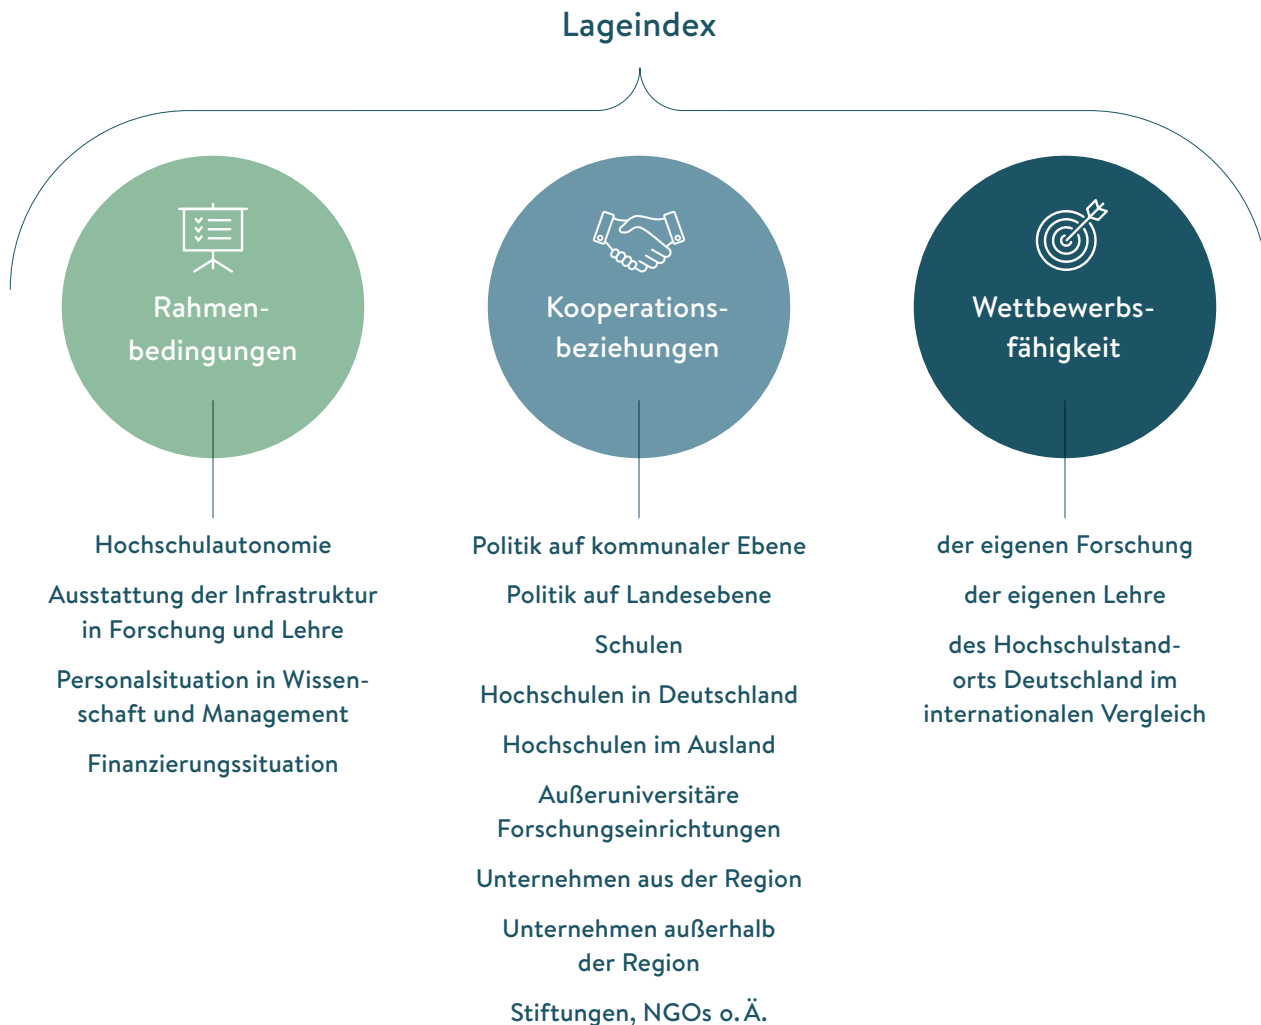 Lageindex
Rahmen-
bedingungen
Hochschulautonomie
Ausstattung der Infrastruktur
in Forschung und Lehre
Personalsituation in Wissen-
schaft und Management
Finanzierungssituation
Kooperations-
beziehungen
Politik auf kommunaler Ebene
Politik auf Landesebene
Schulen
Hochschulen in Deutschland
Hochschulen im Ausland
Außeruniversitäre
Forschungseinrichtungen
Unternehmen aus der Region
Unternehmen außerhalb
der Region
Stiftungen, NGOs o. Ä.
Wettbewerbs-
fähigkeit
der eigenen Forschung
der eigenen Lehre
des Hochschulstand-
orts Deutschland im
internationalen Vergleich